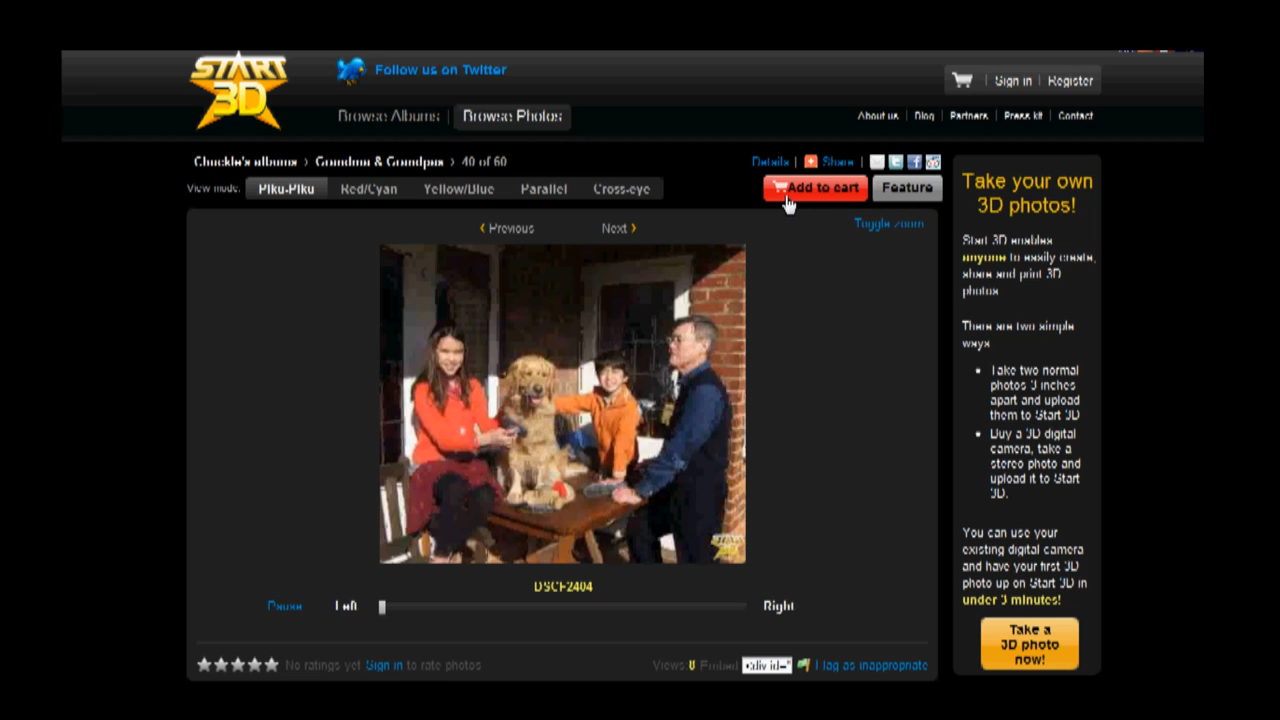 START
3D
Follow us on Twitter
Sign in | Register
Browse Albums | Browse Photos
About us | Blog | Partners | Press kit | Contact
Chuckle's albums › Grandma & Grandpas › 40 of 60
Details | Share |
View mode: Piku-Piku Red/Cyan Yellow/Blue Parallel Cross-eye
Add to cart Feature
Toggle zoom
‹ Previous Next ›
START
3D
DSCF2404
Pause Left Right
No ratings yet Sign in to rate photos
Views: Embed: <div id=" Flag as inappropriate
Take your own
3D photos!
Start 3D enables
anyone to easily create,
share and print 3D
photos
There are two simple
ways
• Take two normal
photos 3 inches
apart and upload
them to Start 3D
• Buy a 3D digital
camera, take a
stereo photo and
upload it to Start
3D.
You can use your
existing digital camera
and have your first 3D
photo up on Start 3D in
under 3 minutes!
Take a
3D photo
now!